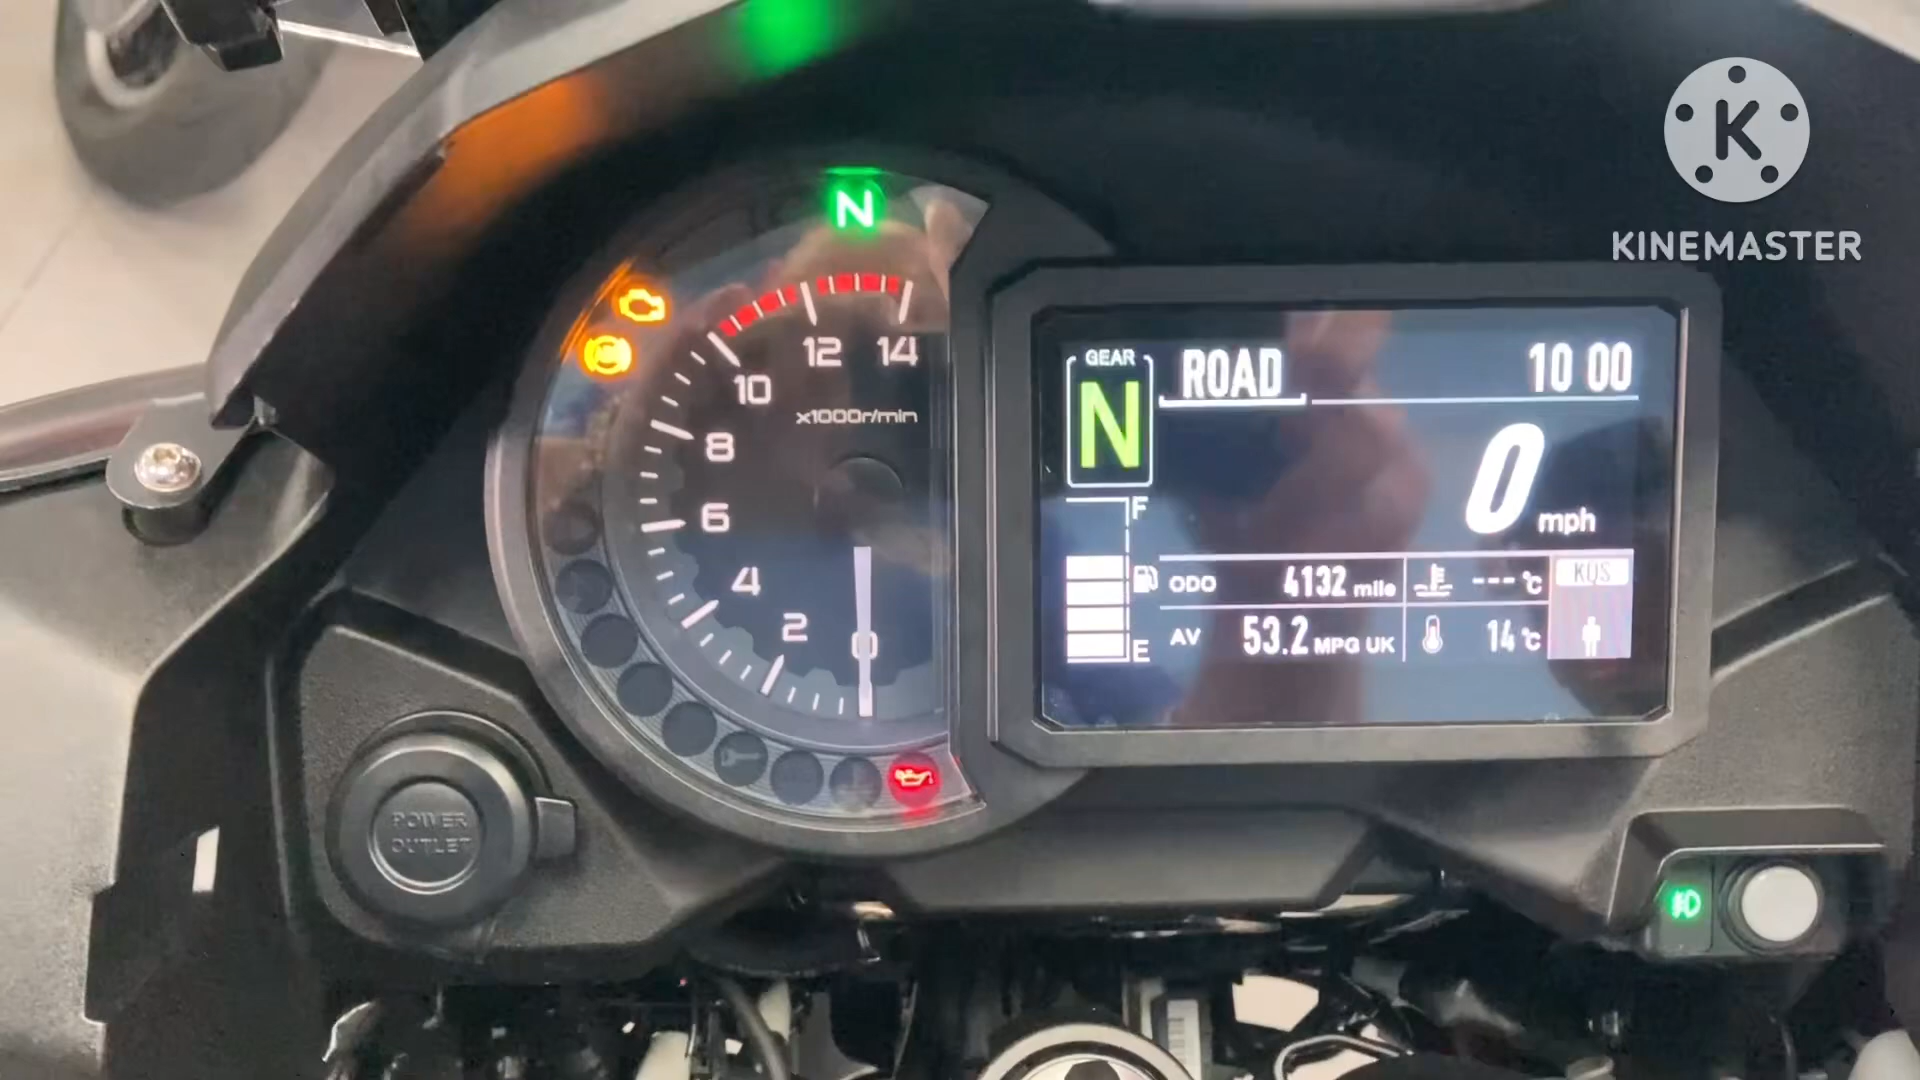 K
KINEMASTER
N
12 14
10
x1000r/min
8
6
4
2
0
GEAR
N
ROAD
10 00
0 mph
F
E
ODO 4132 mile
--- °C
KQS
AV 53.2 MPG UK
14 °C
POWER
OUTLET